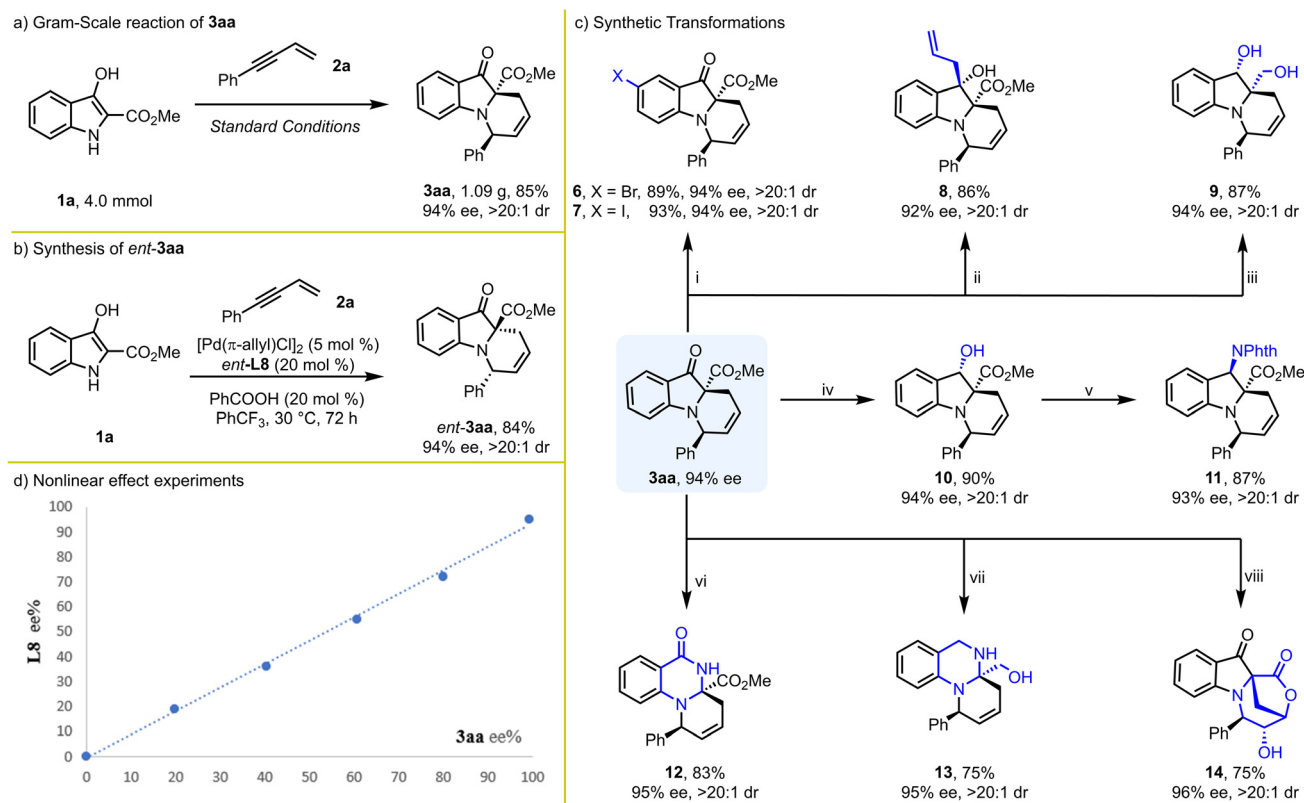 a) Gram-Scale reaction of 3aa
OH
CO₂Me
N
H
1a, 4.0 mmol
Ph
2a
Standard Conditions
O
CO₂Me
N
Ph
3aa, 1.09 g, 85%
94% ee, >20:1 dr
b) Synthesis of ent-3aa
OH
CO₂Me
N
H
1a
Ph
2a
[Pd(π-allyl)Cl]₂ (5 mol %)
ent-L8 (20 mol %)
PhCOOH (20 mol %)
PhCF₃, 30 °C, 72 h
O
CO₂Me
N
Ph
ent-3aa, 84%
94% ee, >20:1 dr
d) Nonlinear effect experiments
100
90
80
70
60
50
40
30
20
10
0
L8 ee%
3aa ee%
0
20
40
60
80
100
c) Synthetic Transformations
X
O
CO₂Me
N
Ph
6, X = Br, 89%, 94% ee, >20:1 dr
7, X = I, 93%, 94% ee, >20:1 dr
OH
CO₂Me
N
Ph
8, 86%
92% ee, >20:1 dr
OH
OH
N
Ph
9, 87%
94% ee, >20:1 dr
i
ii
iii
O
CO₂Me
N
Ph
3aa, 94% ee
iv
OH
CO₂Me
N
Ph
10, 90%
94% ee, >20:1 dr
v
NPhth
CO₂Me
N
Ph
11, 87%
93% ee, >20:1 dr
vi
vii
viii
O
NH
CO₂Me
N
Ph
12, 83%
95% ee, >20:1 dr
NH
OH
N
Ph
13, 75%
95% ee, >20:1 dr
O
O
O
N
Ph
OH
14, 75%
96% ee, >20:1 dr